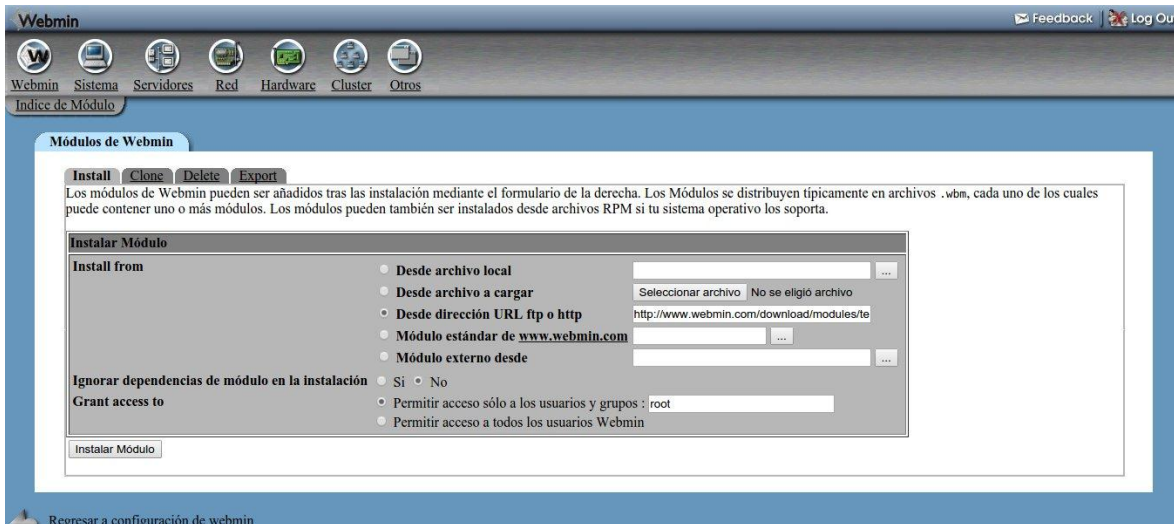 Webmin
Feedback
Log Ou
Webmin Sistema Servidores Red Hardware Cluster Otros
Indice de Módulo
Módulos de Webmin
Install Clone Delete Export
Los módulos de Webmin pueden ser añadidos tras las instalación mediante el formulario de la derecha. Los Módulos se distribuyen típicamente en archivos .wbm, cada uno de los cuales
puede contener uno o más módulos. Los módulos pueden también ser instalados desde archivos RPM si tu sistema operativo los soporta.
Instalar Módulo
Install from
Desde archivo local ...
Desde archivo a cargar Seleccionar archivo No se eligió archivo
Desde dirección URL ftp o http http://www.webmin.com/download/modules/te
Módulo estándar de www.webmin.com ...
Módulo externo desde ...
Ignorar dependencias de módulo en la instalación Si No
Grant access to Permitir acceso sólo a los usuarios y grupos : root
Permitir acceso a todos los usuarios Webmin
Instalar Módulo
Regresar a configuración de webmin